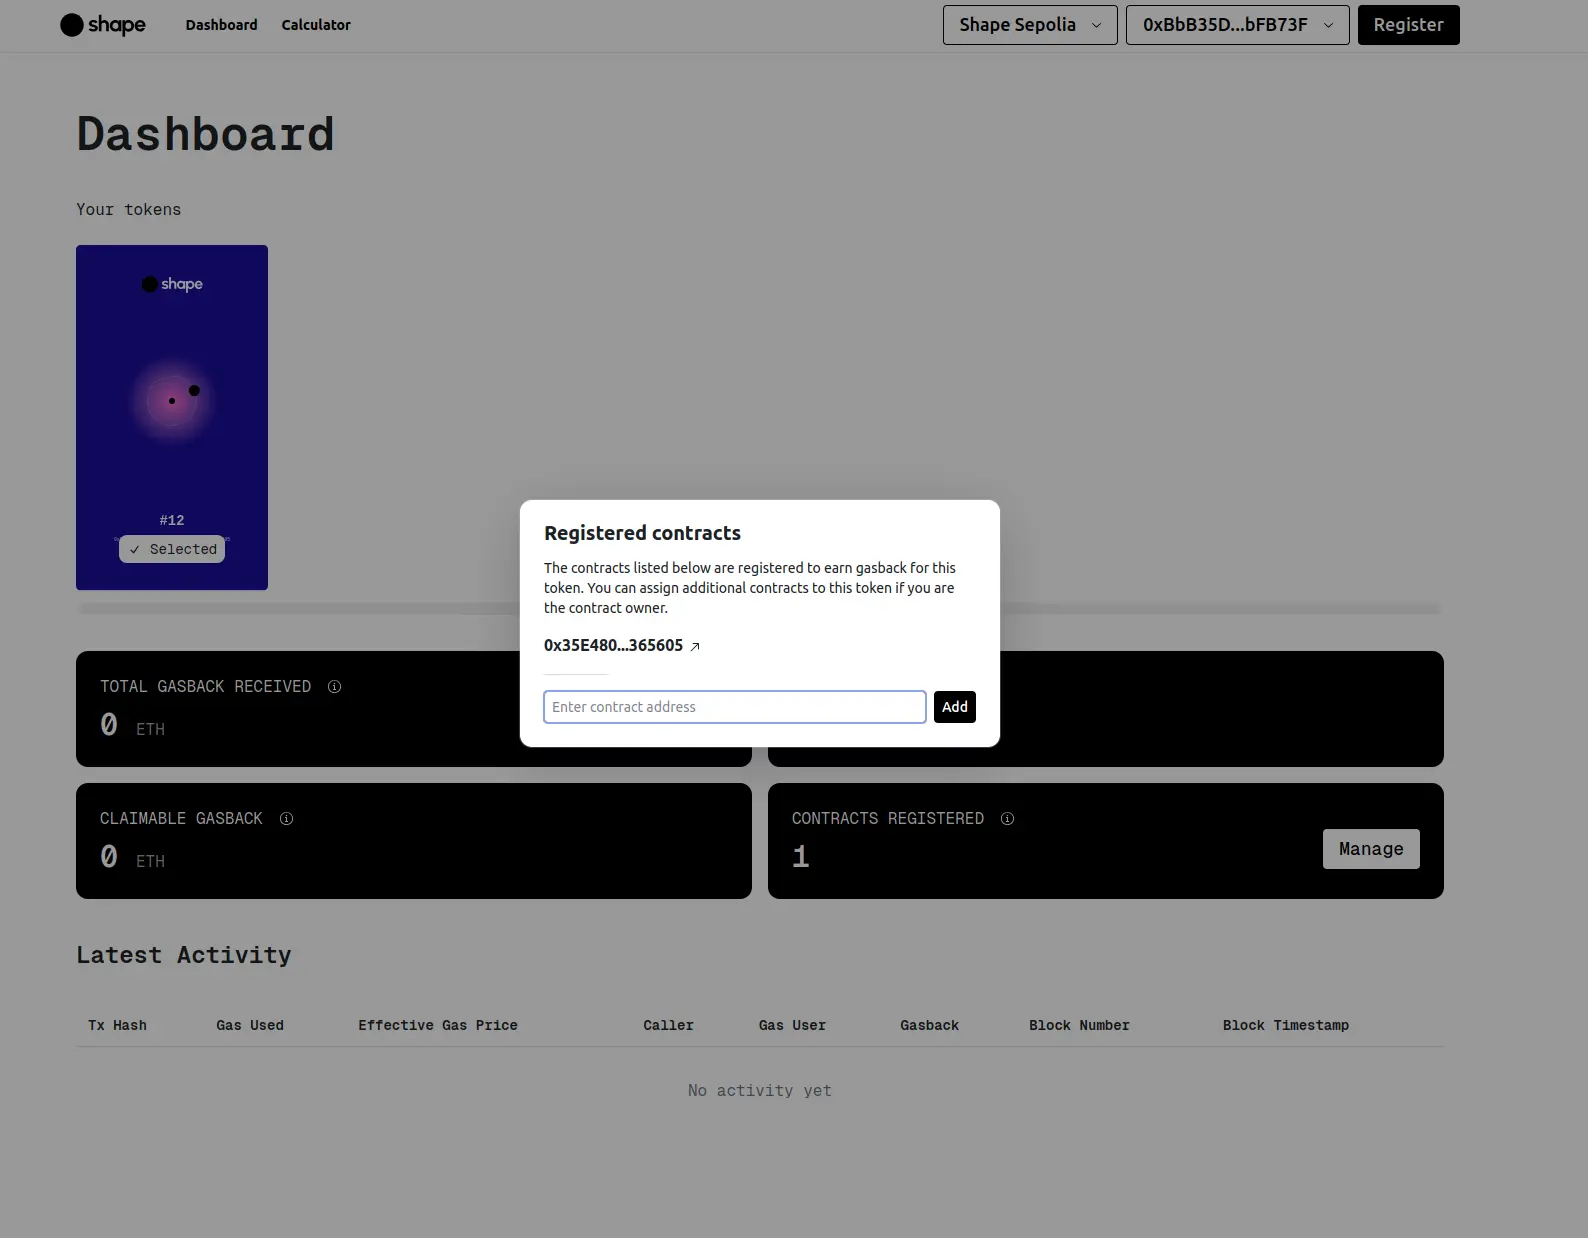 shape
Dashboard
Calculator
Shape Sepolia
0xBbB35D...bFB73F
Register
Dashboard
Your tokens
shape
#12
✓ Selected
Registered contracts
The contracts listed below are registered to earn gasback for this
token. You can assign additional contracts to this token if you are
the contract owner.
0x35E480...365605 ↗
Enter contract address
Add
TOTAL GASBACK RECEIVED
0 ETH
CLAIMABLE GASBACK
0 ETH
CONTRACTS REGISTERED
1
Manage
Latest Activity
Tx Hash
Gas Used
Effective Gas Price
Caller
Gas User
Gasback
Block Number
Block Timestamp
No activity yet